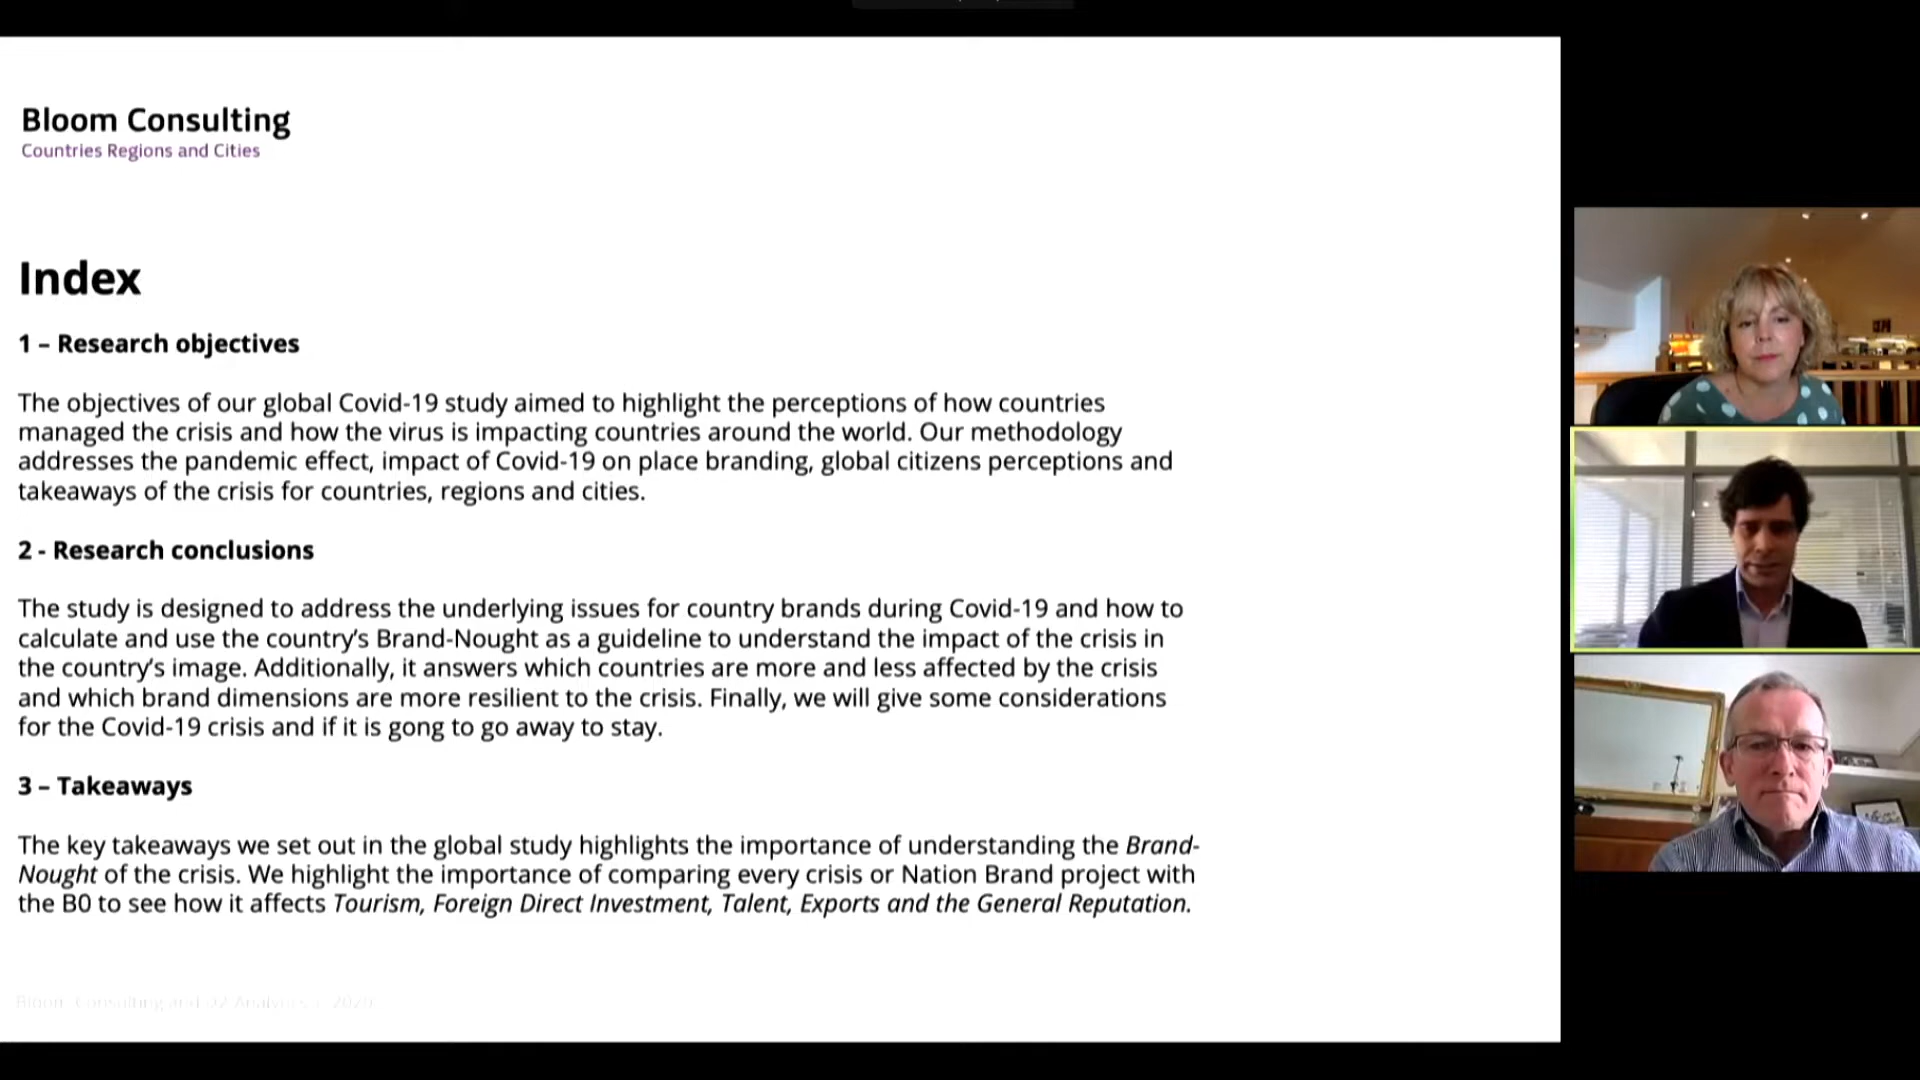 Bloom Consulting
Countries Regions and Cities
Index
1 – Research objectives
The objectives of our global Covid-19 study aimed to highlight the perceptions of how countries
managed the crisis and how the virus is impacting countries around the world. Our methodology
addresses the pandemic effect, impact of Covid-19 on place branding, global citizens perceptions and
takeaways of the crisis for countries, regions and cities.
2 - Research conclusions
The study is designed to address the underlying issues for country brands during Covid-19 and how to
calculate and use the country’s Brand-Nought as a guideline to understand the impact of the crisis in
the country’s image. Additionally, it answers which countries are more and less affected by the crisis
and which brand dimensions are more resilient to the crisis. Finally, we will give some considerations
for the Covid-19 crisis and if it is gong to go away to stay.
3 – Takeaways
The key takeaways we set out in the global study highlights the importance of understanding the Brand-
Nought of the crisis. We highlight the importance of comparing every crisis or Nation Brand project with
the B0 to see how it affects Tourism, Foreign Direct Investment, Talent, Exports and the General Reputation.
Bloom Consulting and 2020